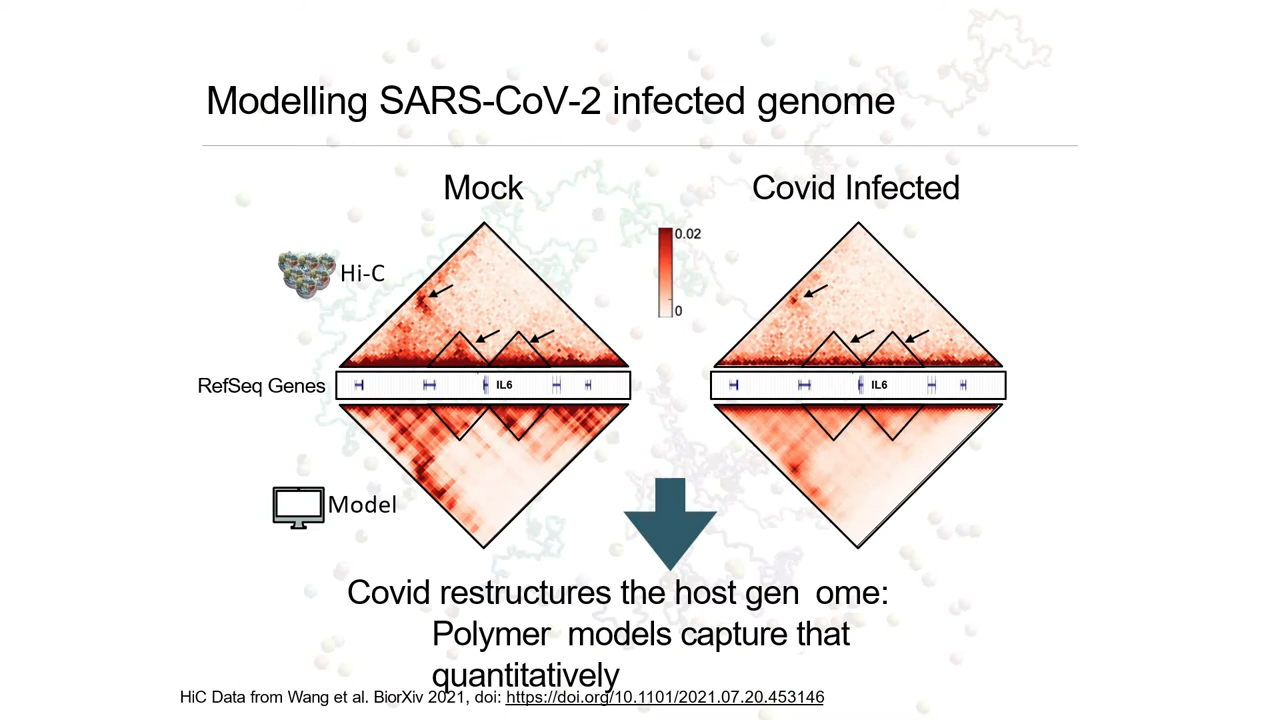 Modelling SARS-CoV-2 infected genome
Mock
Covid Infected
Hi-C
0.02
0
RefSeq Genes
IL6
IL6
Model
Covid restructures the host gen ome:
Polymer models capture that
quantitatively
HiC Data from Wang et al. BiorXiv 2021, doi: https://doi.org/10.1101/2021.07.20.453146